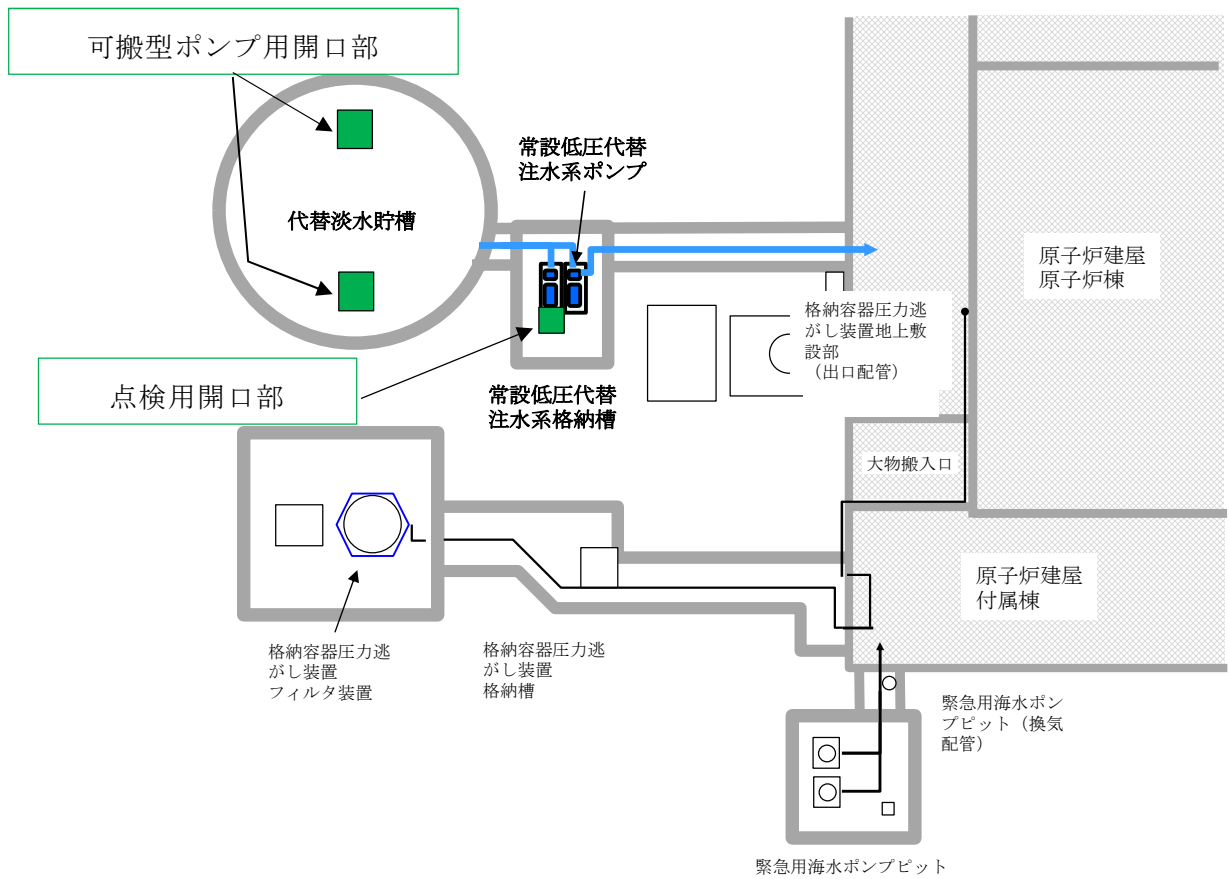 可搬型ポンプ用開口部
常設低圧代替
注水系ポンプ
代替淡水貯槽
原子炉建屋
原子炉棟
格納容器圧力逃
がし装置地上敷
設部
（出口配管）
点検用開口部
常設低圧代替
注水系格納槽
大物搬入口
原子炉建屋
付属棟
格納容器圧力逃
がし装置
フィルタ装置
格納容器圧力逃
がし装置
格納槽
緊急用海水ポン
プピット（換気
配管）
緊急用海水ポンプピット